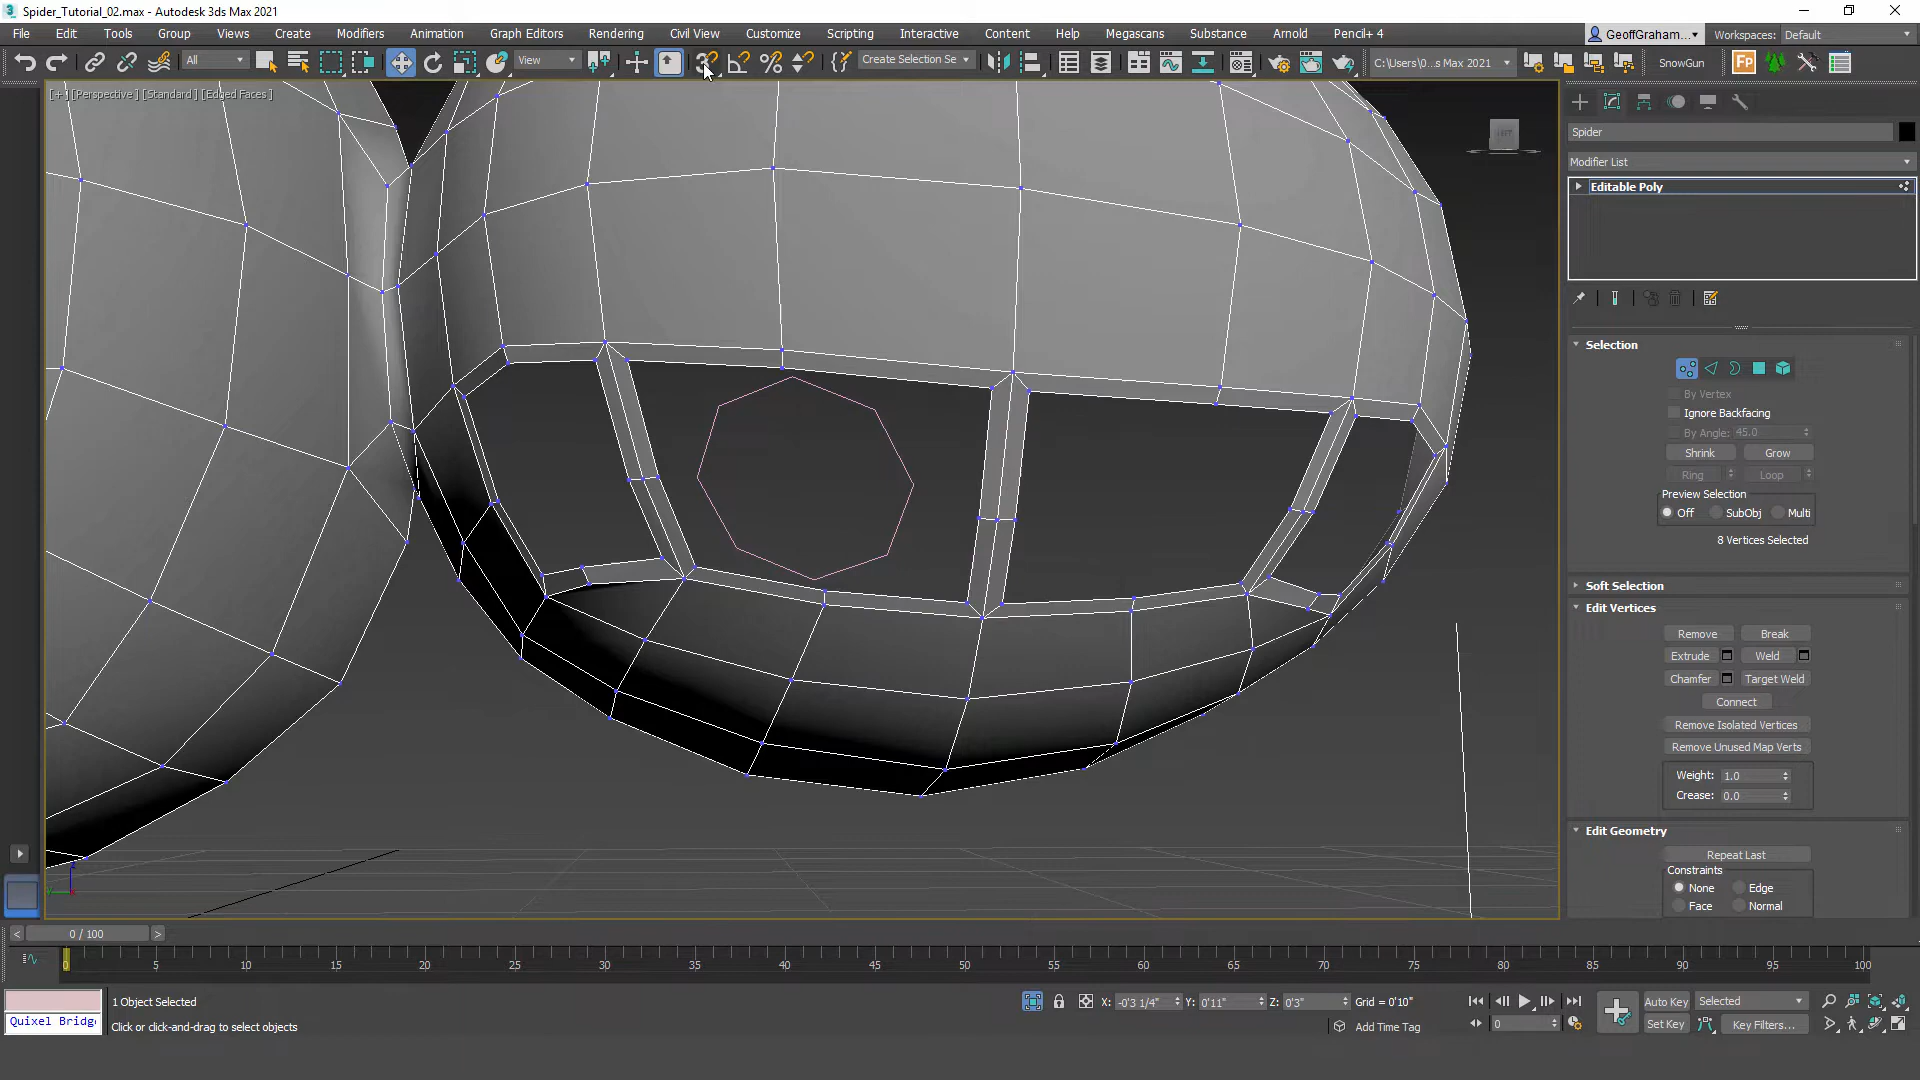 Spider_Tutorial_02.max - Autodesk 3ds Max 2021
File Edit Tools Group Views Create Modifiers Animation Graph Editors Rendering Civil View Customize Scripting Interactive Content Help Megascans Substance Arnold Pencil+ 4 GeoffGraham... Workspaces: Default
All View Create Selection Se C:\Users\0...s Max 2021 SnowGun
[+] [Perspective] [Standard] [Edged Faces]
Spider
Modifier List
Editable Poly
Selection
By Vertex
Ignore Backfacing
By Angle: 45.0
Shrink Grow
Ring Loop
Preview Selection
Off SubObj Multi
8 Vertices Selected
Soft Selection
Edit Vertices
Remove Break
Extrude Weld
Chamfer Target Weld
Connect
Remove Isolated Vertices
Remove Unused Map Verts
Weight: 1.0
Crease: 0.0
Edit Geometry
Repeat Last
Constraints
None Edge
Face Normal
< 0 / 100 >
0 5 10 15 20 25 30 35 40 45 50 55 60 65 70 75 80 85 90 95 100
1 Object Selected X: -0'3 1/4" Y: 0'11" Z: 0'3" Grid = 0'10" Auto Key Selected
Quixel Bridg Click or click-and-drag to select objects Add Time Tag 0 Set Key Key Filters...